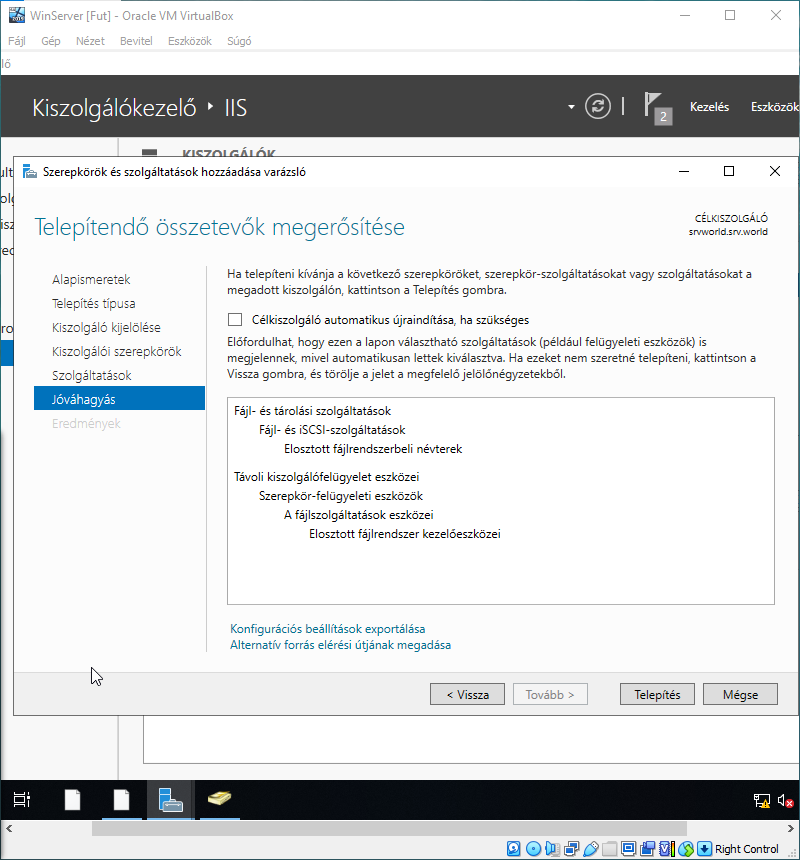 WinServer [Fut] - Oracle VM VirtualBox
Fájl Gép Nézet Bevitel Eszközök Súgó
lő
Kiszolgálókezelő IIS
2
Kezelés Eszközök
KISZOLGÁLÓK
Szerepkörök és szolgáltatások hozzáadása varázsló
Telepítendő összetevők megerősítése
CÉLKISZOLGÁLÓ
srvworld.srv.world
Alapismeretek
Telepítés típusa
Kiszolgáló kijelölése
Kiszolgálói szerepkörök
Szolgáltatások
Jóváhagyás
Eredmények
Ha telepíteni kívánja a következő szerepköröket, szerepkör-szolgáltatásokat vagy szolgáltatásokat a
megadott kiszolgálón, kattintson a Telepítés gombra.
Célkiszolgáló automatikus újraindítása, ha szükséges
Előfordulhat, hogy ezen a lapon választható szolgáltatások (például felügyeleti eszközök) is
megjelennek, mivel automatikusan lettek kiválasztva. Ha ezeket nem szeretné telepíteni, kattintson a
Vissza gombra, és törölje a jelet a megfelelő jelölőnégyzetekből.
Fájl- és tárolási szolgáltatások
Fájl- és iSCSI-szolgáltatások
Elosztott fájlrendszerbeli névterek
Távoli kiszolgálófelügyelet eszközei
Szerepkör-felügyeleti eszközök
A fájlszolgáltatások eszközei
Elosztott fájlrendszer kezelőeszközei
Konfigurációs beállítások exportálása
Alternatív forrás elérési útjának megadása
< Vissza Tovább > Telepítés Mégse
Right Control